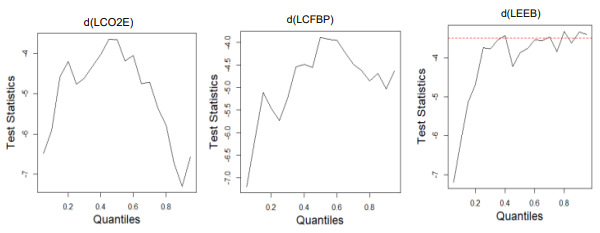 d(LCO2E)
Test Statistics
-4
-5
-6
-7
0.2 0.4 0.6 0.8
Quantiles
d(LCFBP)
Test Statistics
-4.0
-4.5
-5.0
-5.5
-6.0
-6.5
-7.0
0.2 0.4 0.6 0.8
Quantiles
d(LEEB)
Test Statistics
-4
-5
-6
-7
0.2 0.4 0.6 0.8
Quantiles